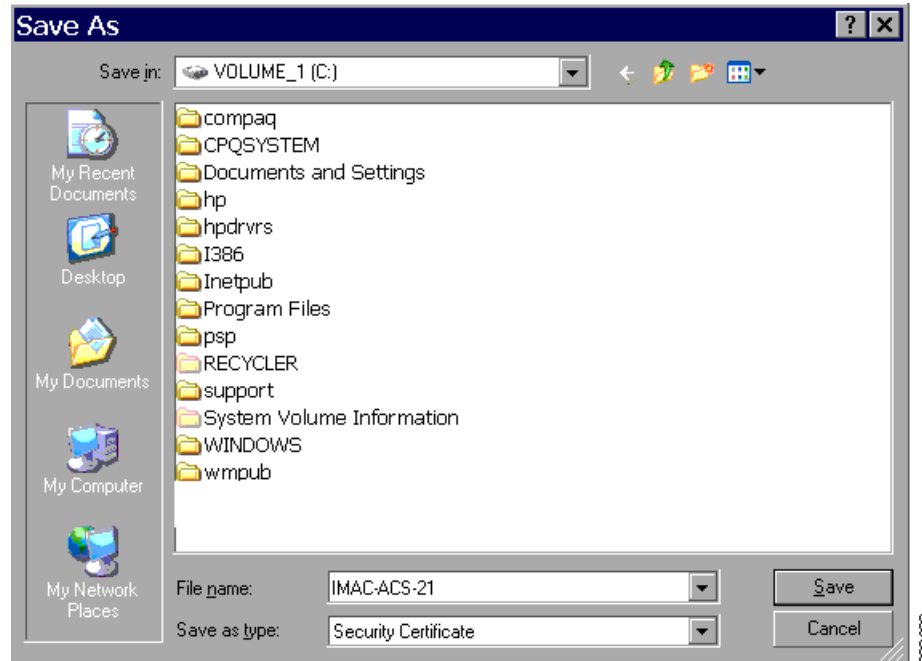 Save As
Save in: VOLUME_1 (C:)
My Recent
Documents
Desktop
My Documents
My Computer
My Network
Places
compaq
CPQSYSTEM
Documents and Settings
hp
hpdrvrs
I386
Inetpub
Program Files
psp
RECYCLER
support
System Volume Information
WINDOWS
wmpub
File name: IMAC-ACS-21
Save
Save as type: Security Certificate
Cancel